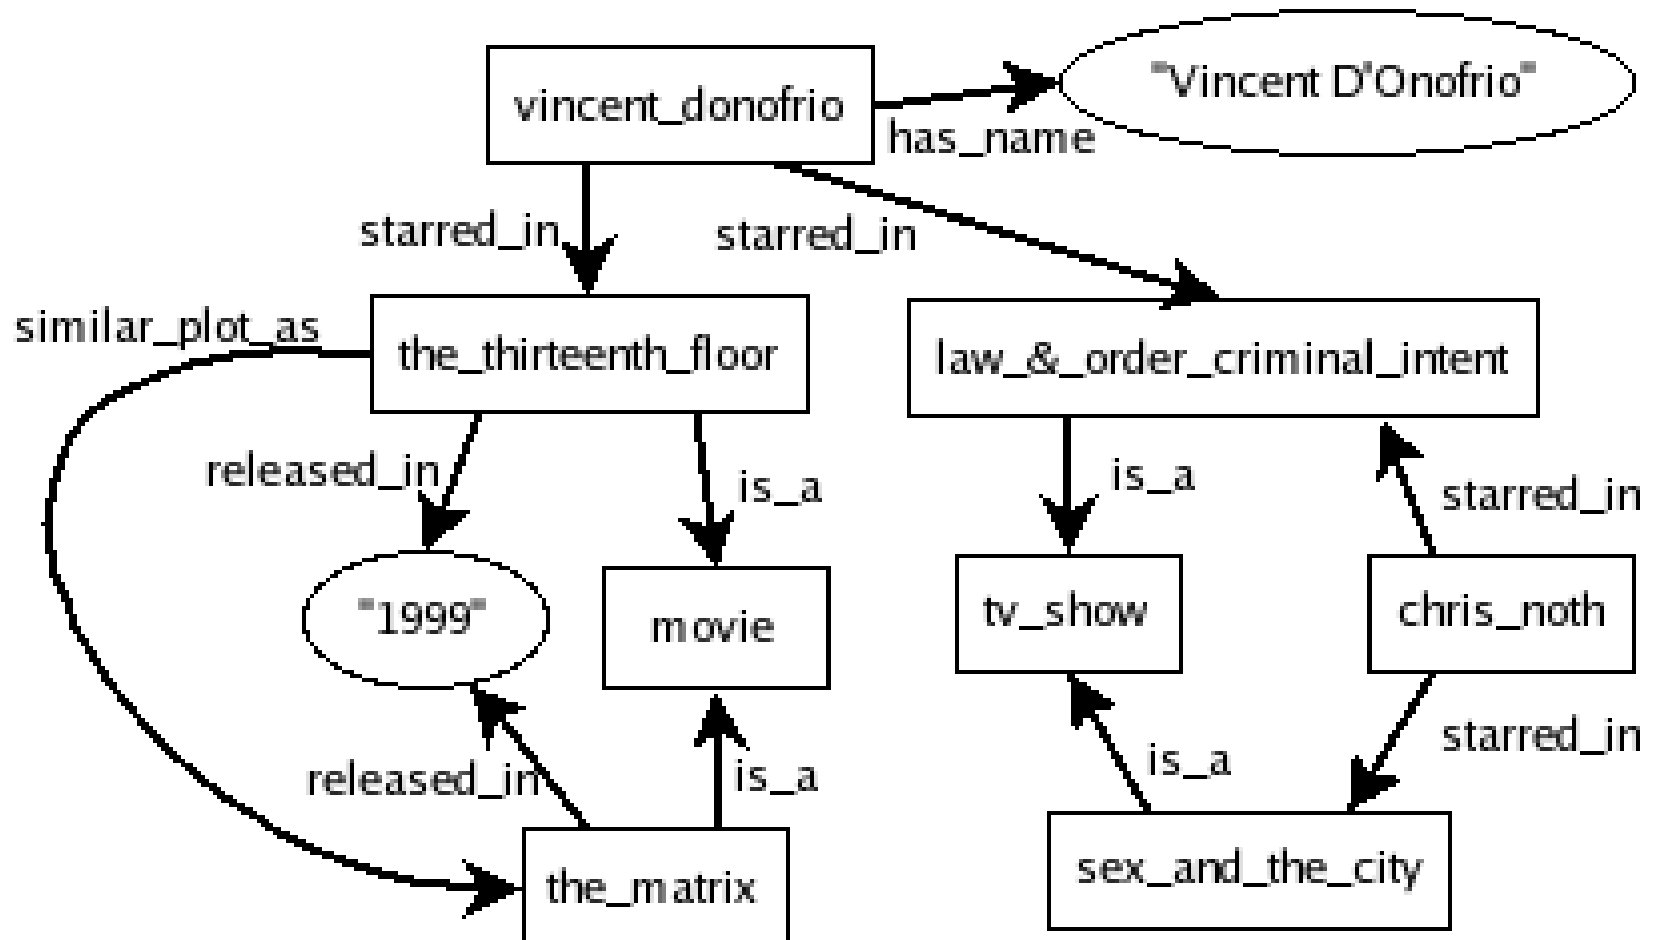 "Vincent D'Onofrio"
vincent_donofrio
has_name
starred_in
starred_in
similar_plot_as
the_thirteenth_floor
law_&_order_criminal_intent
released_in
is_a
is_a
starred_in
"1999"
movie
tv_show
chris_noth
released_in
is_a
is_a
starred_in
the_matrix
sex_and_the_city